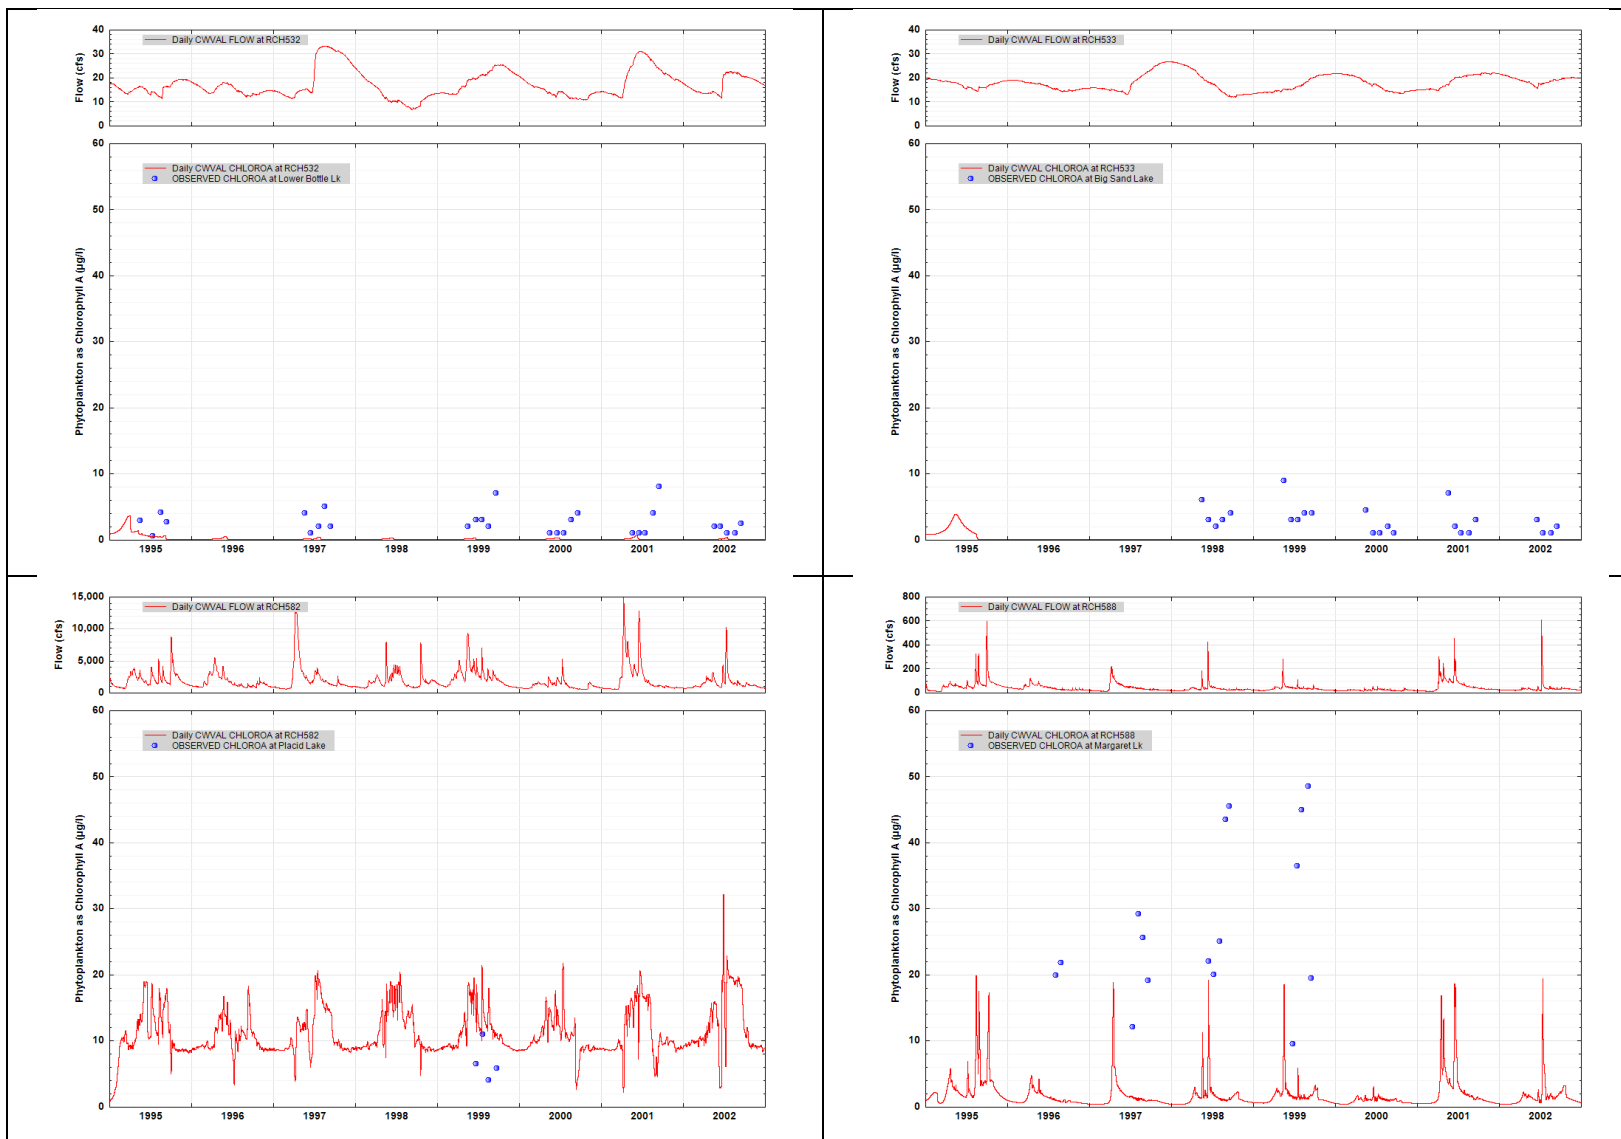 Daily CWVAL FLOW at RCH532
Flow (cfs)
40
30
20
10
0
Daily CWVAL CHLOROA at RCH532
OBSERVED CHLOROA at Lower Bottle Lk
Phytoplankton as Chlorophyll A (µg/l)
60
50
40
30
20
10
0
1995 1996 1997 1998 1999 2000 2001 2002
Daily CWVAL FLOW at RCH533
Flow (cfs)
40
30
20
10
0
Daily CWVAL CHLOROA at RCH533
OBSERVED CHLOROA at Big Sand Lake
Phytoplankton as Chlorophyll A (µg/l)
60
50
40
30
20
10
0
1995 1996 1997 1998 1999 2000 2001 2002
Daily CWVAL FLOW at RCH582
Flow (cfs)
15,000
10,000
5,000
0
Daily CWVAL CHLOROA at RCH582
OBSERVED CHLOROA at Placid Lake
Phytoplankton as Chlorophyll A (µg/l)
60
50
40
30
20
10
0
1995 1996 1997 1998 1999 2000 2001 2002
Daily CWVAL FLOW at RCH588
Flow (cfs)
800
600
400
200
0
Daily CWVAL CHLOROA at RCH588
OBSERVED CHLOROA at Margaret Lk
Phytoplankton as Chlorophyll A (µg/l)
60
50
40
30
20
10
0
1995 1996 1997 1998 1999 2000 2001 2002